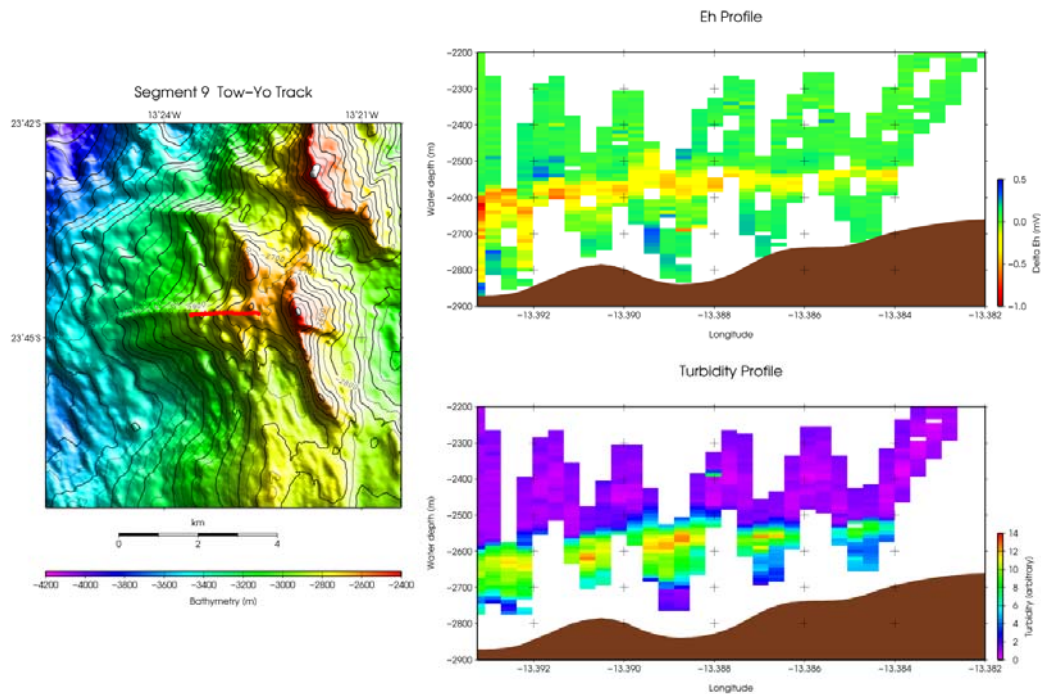 Segment 9 Tow-Yo Track
13°24'W 13°21'W
23°42'S
23°45'S
km
0 2 4
-4200 -4000 -3800 -3600 -3400 -3200 -3000 -2800 -2600 -2400
Bathymetry (m)
Eh Profile
Water depth (m)
-2200
-2300
-2400
-2500
-2600
-2700
-2800
-2900
-13.392 -13.390 -13.388 -13.386 -13.384 -13.382
Longitude
0.5
0.0
-0.5
-1.0
Delta Eh (mV)
Turbidity Profile
Water depth (m)
-2200
-2300
-2400
-2500
-2600
-2700
-2800
-2900
-13.392 -13.390 -13.388 -13.386 -13.384 -13.382
Longitude
14
12
10
8
6
4
2
0
Turbidity (arbitrary)